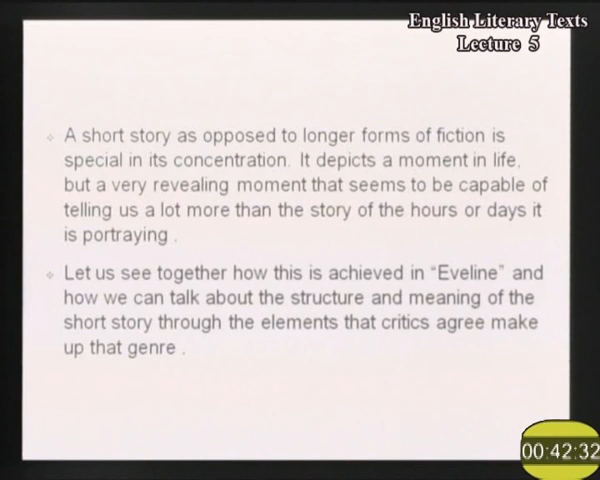 English Literary Texts
Lecture 5
A short story as opposed to longer forms of fiction is
special in its concentration. It depicts a moment in life,
but a very revealing moment that seems to be capable of
telling us a lot more than the story of the hours or days it
is portraying .
Let us see together how this is achieved in “Eveline” and
how we can talk about the structure and meaning of the
short story through the elements that critics agree make
up that genre .
00:42:32